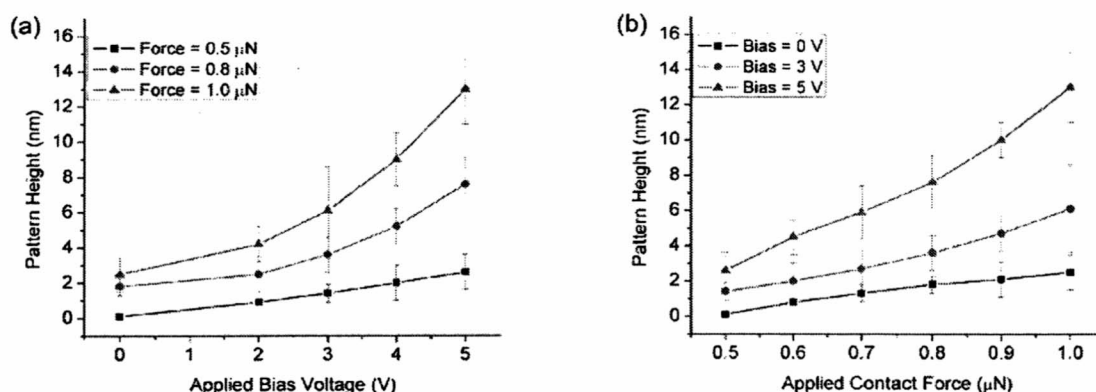 (a)
Force = 0.5 μN
Force = 0.8 μN
Force = 1.0 μN
16
14
12
10
8
6
4
2
0
Pattern Height (nm)
0 1 2 3 4 5
Applied Bias Voltage (V)
(b)
Bias = 0 V
Bias = 3 V
Bias = 5 V
16
14
12
10
8
6
4
2
0
Pattern Height (nm)
0.5 0.6 0.7 0.8 0.9 1.0
Applied Contact Force (μN)